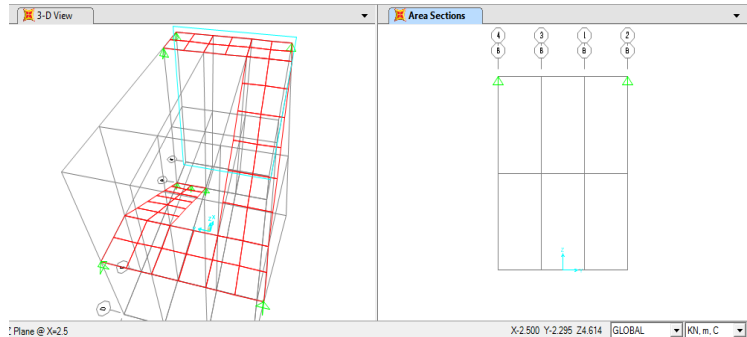 3-D View
Area Sections
4 3 1 2
B B B B
Z Plane @ X=2.5
X-2.500 Y-2.295 Z4.614 GLOBAL KN, m, C